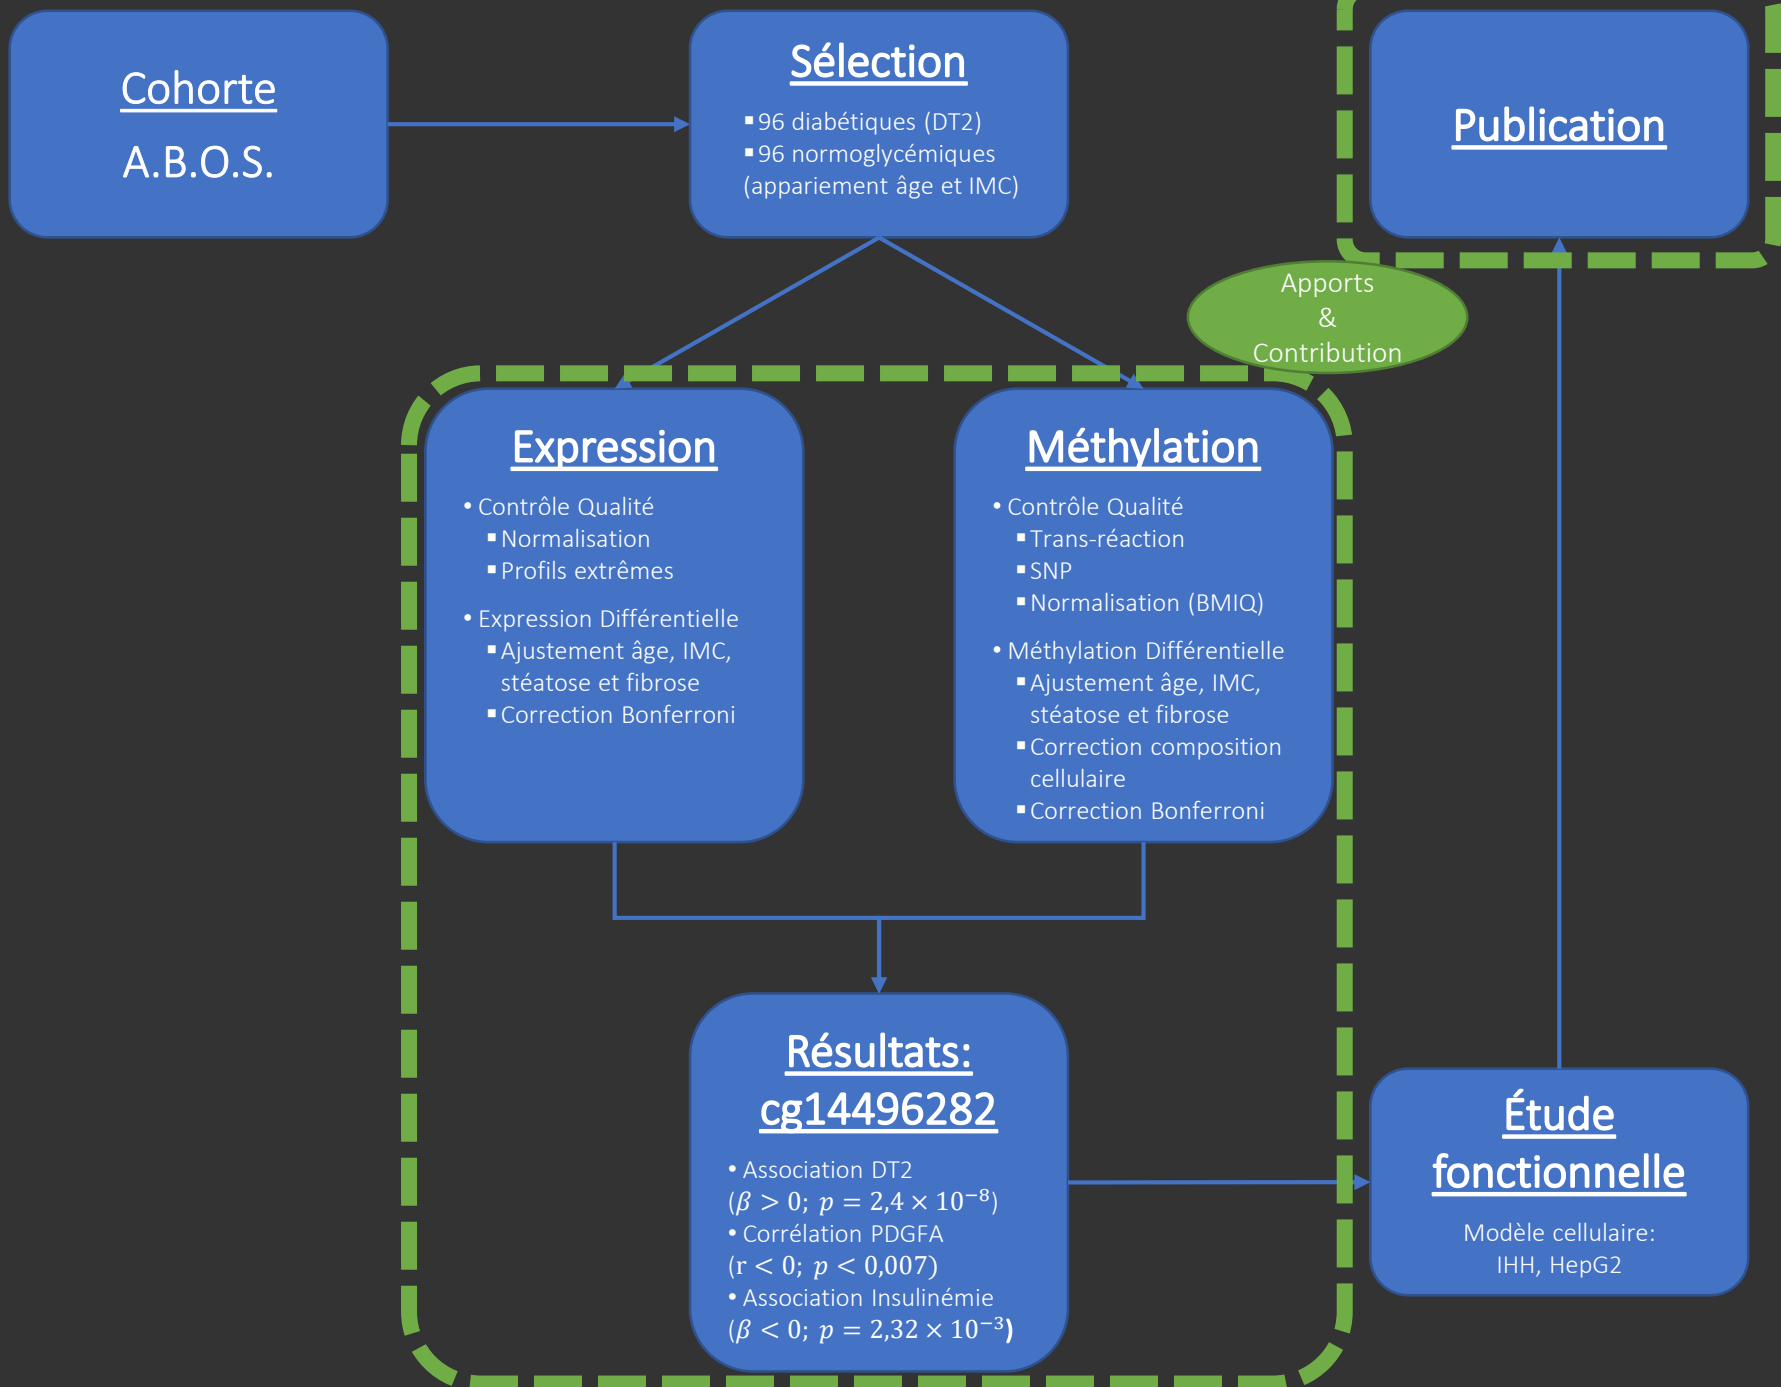 Cohorte
A.B.O.S.
Sélection
▪ 96 diabétiques (DT2)
▪ 96 normoglycémiques
(appariement âge et IMC)
Publication
Apports
&
Contribution
Expression
• Contrôle Qualité
▪ Normalisation
▪ Profils extrêmes
• Expression Différentielle
▪ Ajustement âge, IMC,
stéatose et fibrose
▪ Correction Bonferroni
Méthylation
• Contrôle Qualité
▪ Trans-réaction
▪ SNP
▪ Normalisation (BMIQ)
• Méthylation Différentielle
▪ Ajustement âge, IMC,
stéatose et fibrose
▪ Correction composition
cellulaire
▪ Correction Bonferroni
Résultats:
cg14496282
• Association DT2
(β > 0; p = 2,4 × 10⁻⁸)
• Corrélation PDGFA
(r < 0; p < 0,007)
• Association Insulinémie
(β < 0; p = 2,32 × 10⁻³)
Étude
fonctionnelle
Modèle cellulaire:
IHH, HepG2